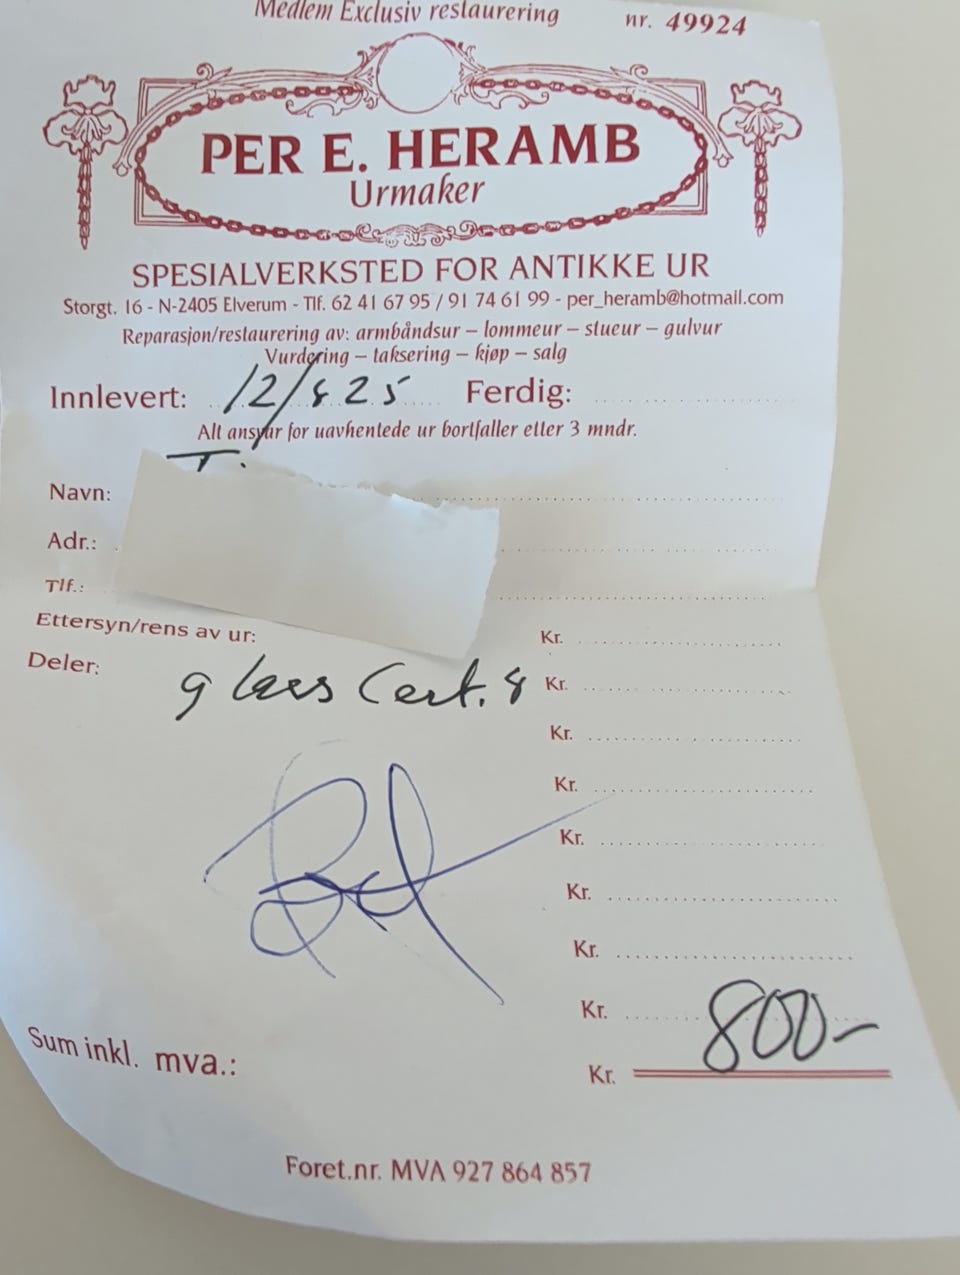 Medlem Exclusiv restaurering nr. 49924
PER E. HERAMB
Urmaker
SPESIALVERKSTED FOR ANTIKKE UR
Storgt. 16 - N-2405 Elverum - Tlf. 62 41 67 95 / 91 74 61 99 - per_heramb@hotmail.com
Reparasjon/restaurering av: armbåndsur – lommeur – stueur – gulvur
Vurdering – taksering – kjøp – salg
Innlevert: 12/8 25 Ferdig:
Alt ansvar for uavhentede ur bortfaller etter 3 mndr.
Navn:
Adr.:
Tlf.:
Ettersyn/rens av ur: Kr.
Deler: glass Cert. 8 Kr.
Kr.
Kr.
Kr.
Kr.
Kr.
Kr. 800-
Sum inkl. mva.: Kr.
Foret.nr. MVA 927 864 857